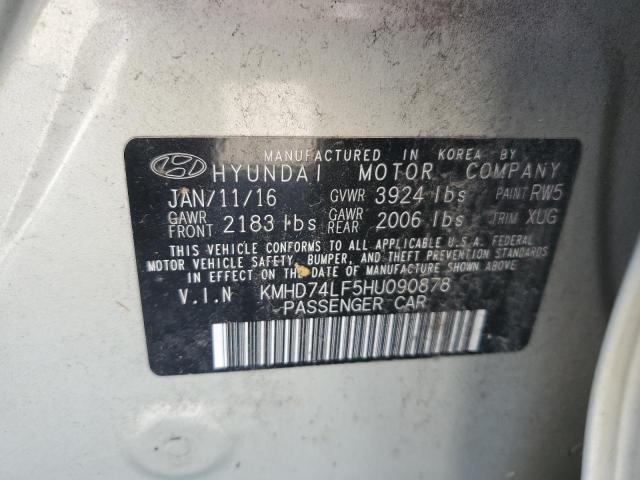 MANUFACTURED IN KOREA BY
HYUNDAI MOTOR COMPANY
JAN/11/16 GVWR 3924 lbs PAINT RW5
GAWR FRONT 2183 lbs GAWR REAR 2006 lbs TRIM XUG
THIS VEHICLE CONFORMS TO ALL APPLICABLE U.S.A. FEDERAL
MOTOR VEHICLE SAFETY, BUMPER, AND THEFT PREVENTION STANDARDS
IN EFFECT ON THE DATE OF MANUFACTURE SHOWN ABOVE.
V.I.N KMHD74LF5HU090878
PASSENGER CAR